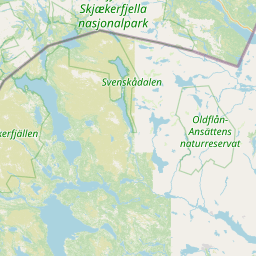 Skjækerfjella
nasjonalpark
Svenskådalen
Oldflån-
Ansättens
naturreservat
kerfjällen